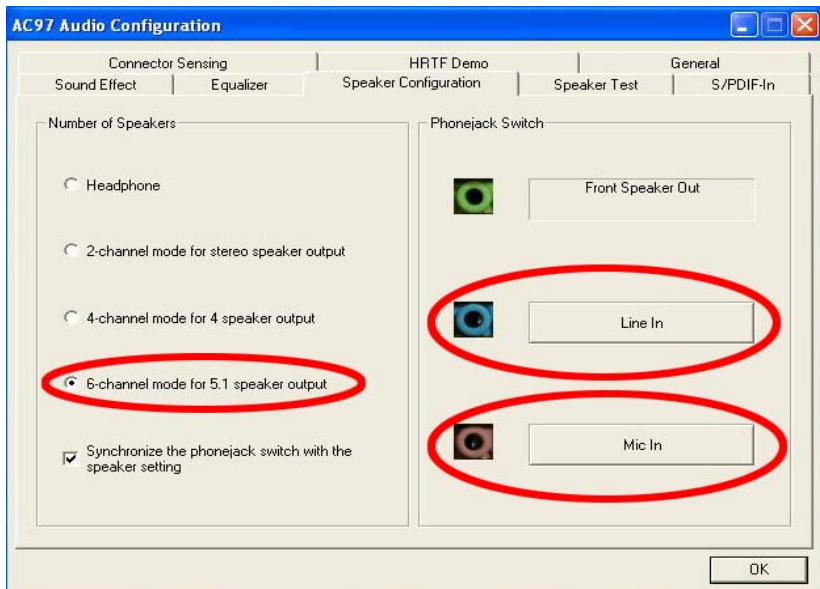 AC97 Audio Configuration
Connector Sensing
HRTF Demo
General
Sound Effect
Equalizer
Speaker Configuration
Speaker Test
S/PDIF-In
Number of Speakers
Headphone
2-channel mode for stereo speaker output
4-channel mode for 4 speaker output
6-channel mode for 5.1 speaker output
Synchronize the phonejack switch with the
speaker setting
Phonejack Switch
Front Speaker Out
Line In
Mic In
OK